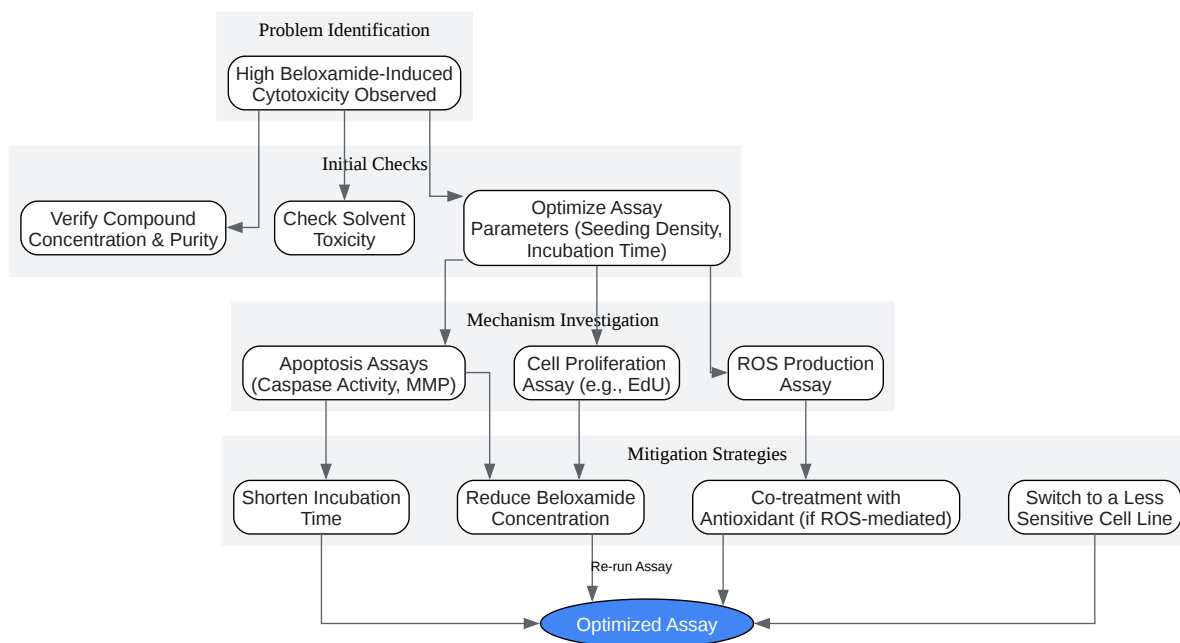 Problem Identification
High Beloxamide-Induced
Cytotoxicity Observed
Initial Checks
Verify Compound
Concentration & Purity
Check Solvent
Toxicity
Optimize Assay
Parameters (Seeding Density,
Incubation Time)
Mechanism Investigation
Apoptosis Assays
(Caspase Activity, MMP)
Cell Proliferation
Assay (e.g., EdU)
ROS Production
Assay
Mitigation Strategies
Shorten Incubation
Time
Reduce Beloxamide
Concentration
Co-treatment with
Antioxidant (if ROS-mediated)
Switch to a Less
Sensitive Cell Line
Re-run Assay
Optimized Assay